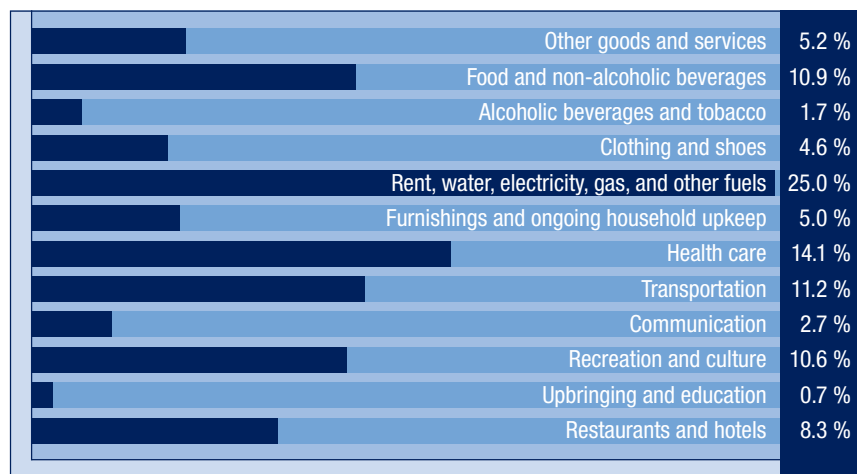 Other goods and services 5.2 %
Food and non-alcoholic beverages 10.9 %
Alcoholic beverages and tobacco 1.7 %
Clothing and shoes 4.6 %
Rent, water, electricity, gas, and other fuels 25.0 %
Furnishings and ongoing household upkeep 5.0 %
Health care 14.1 %
Transportation 11.2 %
Communication 2.7 %
Recreation and culture 10.6 %
Upbringing and education 0.7 %
Restaurants and hotels 8.3 %